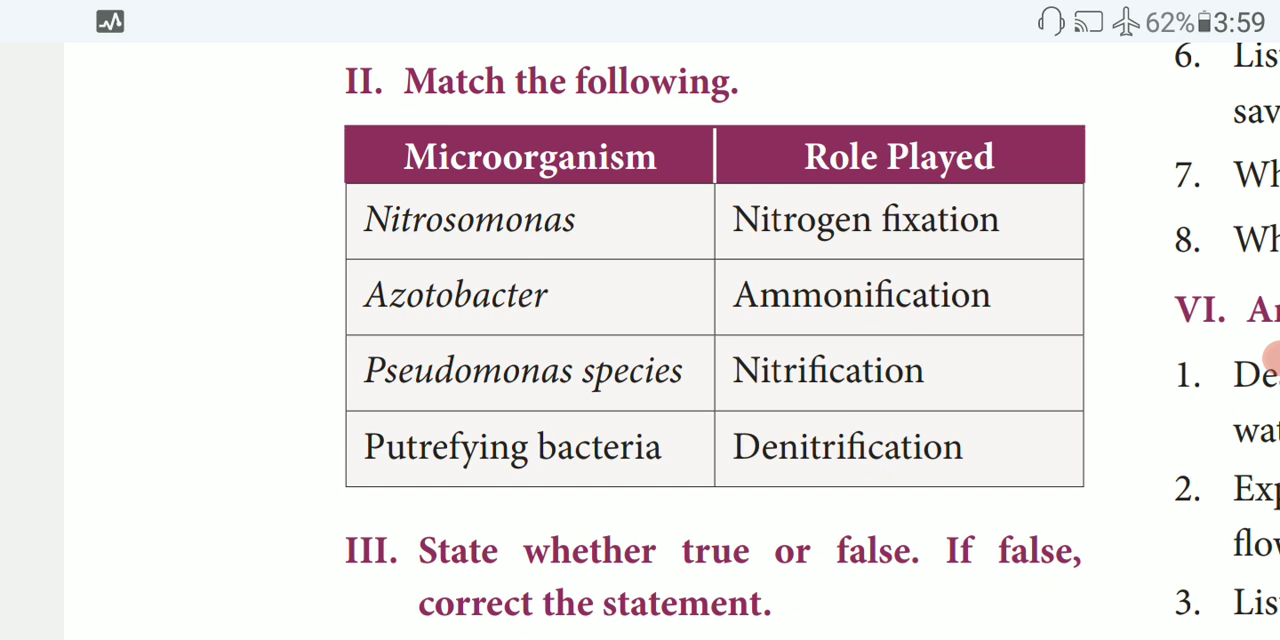 62% 3:59
II. Match the following.
Microorganism Role Played
Nitrosomonas Nitrogen fixation
Azotobacter Ammonification
Pseudomonas species Nitrification
Putrefying bacteria Denitrification
III. State whether true or false. If false,
correct the statement.
6.
7.
8.
VI.
1.
2.
3.